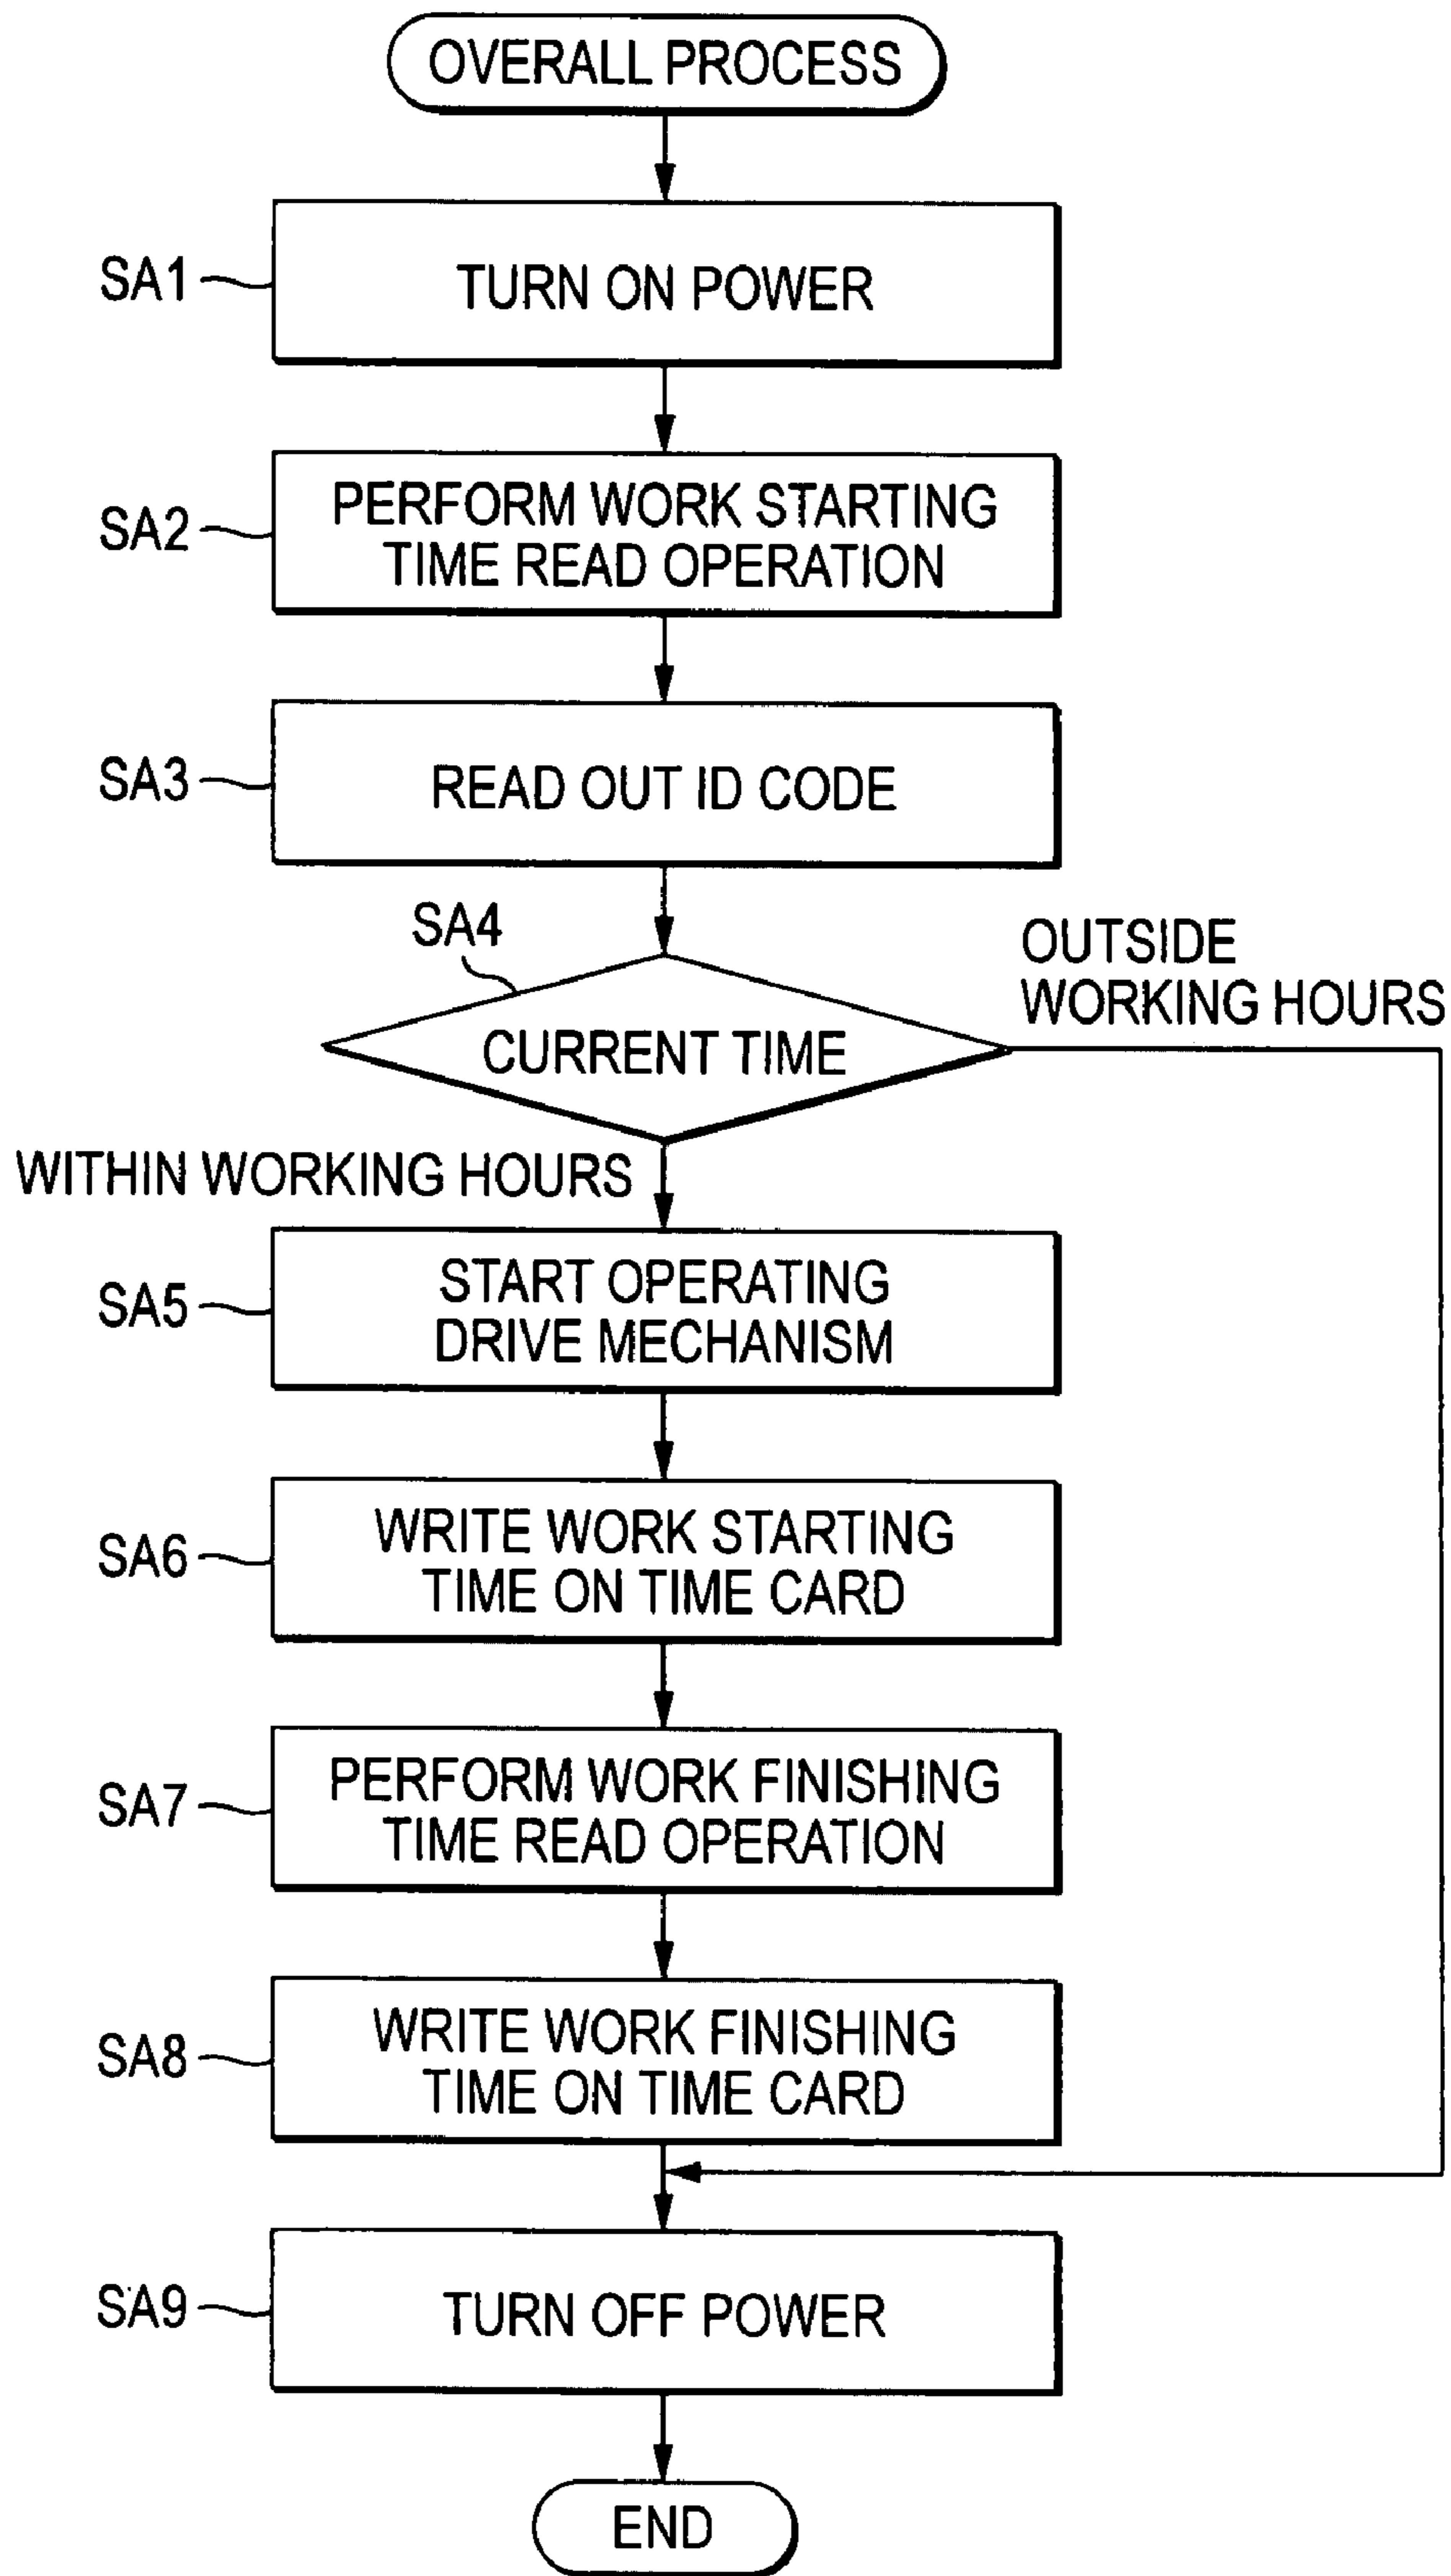 OVERALL PROCESS
SA1
TURN ON POWER
SA2
PERFORM WORK STARTING
TIME READ OPERATION
SA3
READ OUT ID CODE
SA4
CURRENT TIME
OUTSIDE
WORKING HOURS
WITHIN WORKING HOURS
SA5
START OPERATING
DRIVE MECHANISM
SA6
WRITE WORK STARTING
TIME ON TIME CARD
SA7
PERFORM WORK FINISHING
TIME READ OPERATION
SA8
WRITE WORK FINISHING
TIME ON TIME CARD
SA9
TURN OFF POWER
END